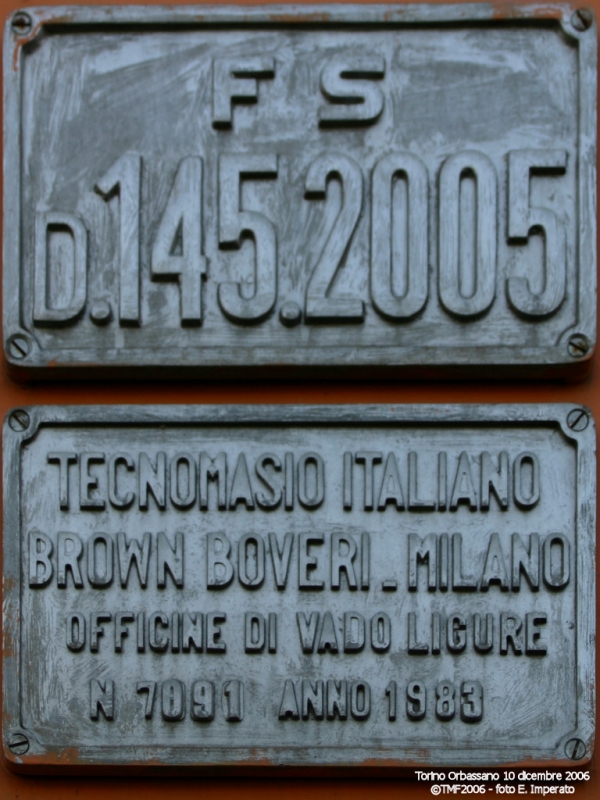 FS
D.145.2005
TECNOMASIO ITALIANO
BROWN BOVERI - MILANO
OFFICINE DI VADO LIGURE
N 7091 ANNO 1983
Torino Orbassano 10 dicembre 2006
©TMF2006 - foto E. Imperato